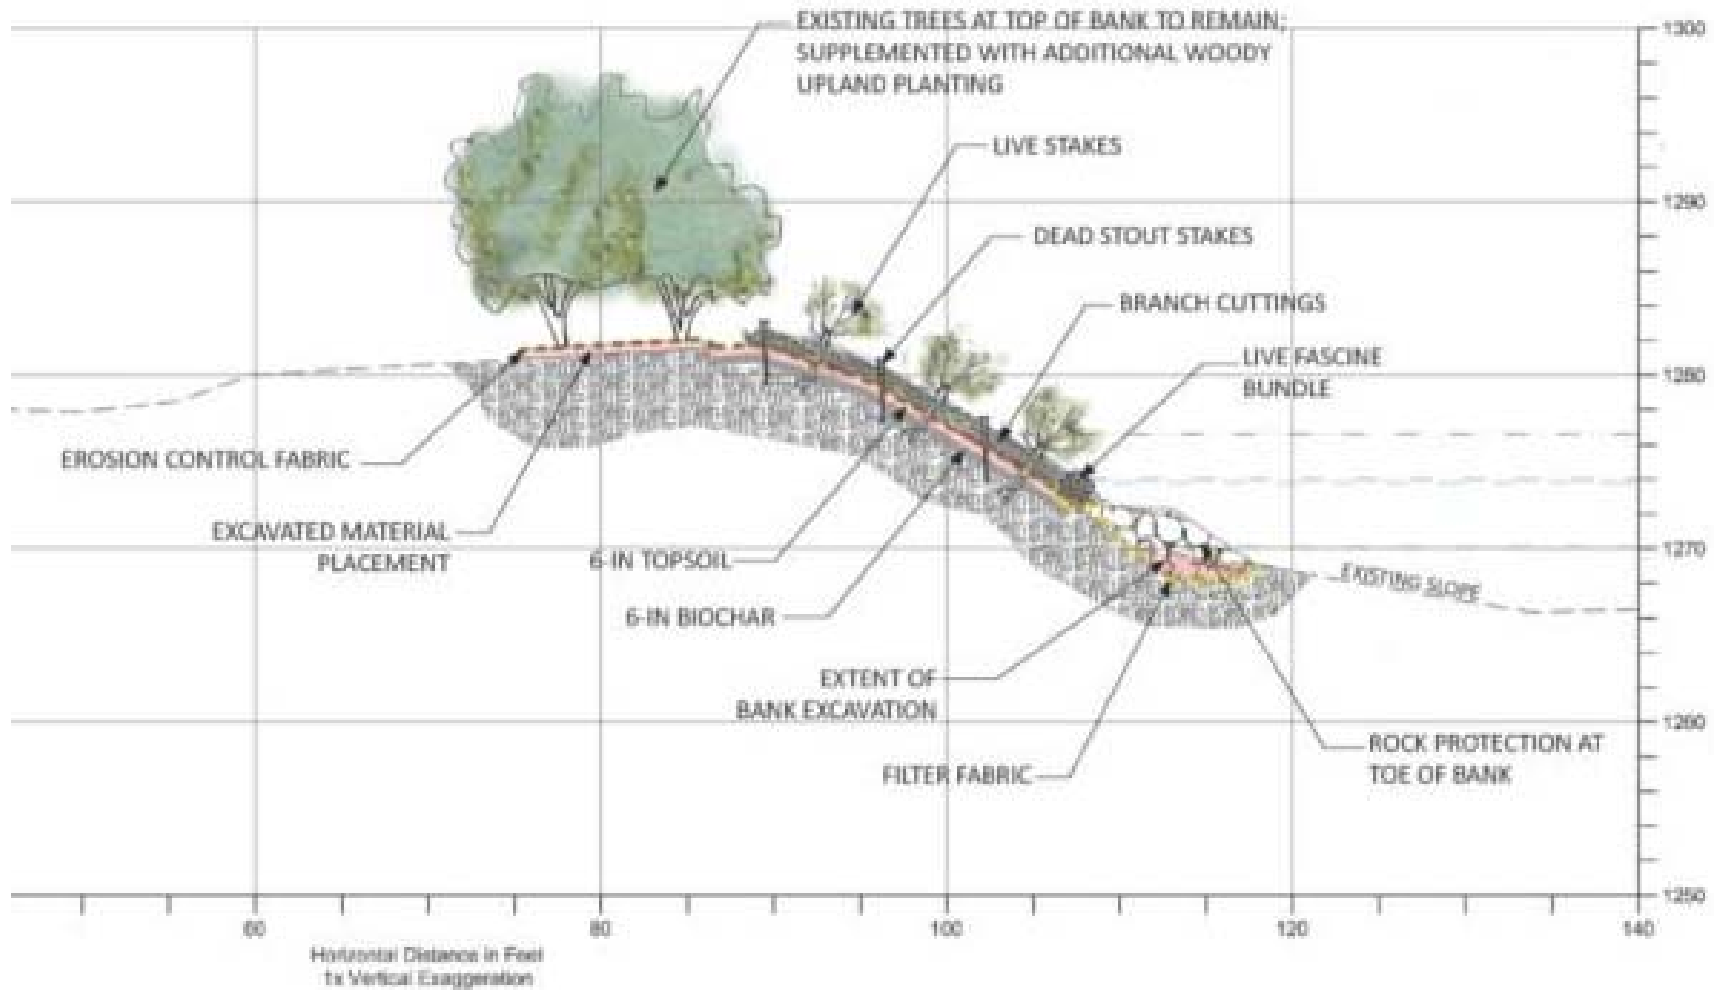 EXISTING TREES AT TOP OF BANK TO REMAIN;
SUPPLEMENTED WITH ADDITIONAL WOODY
UPLAND PLANTING
LIVE STAKES
DEAD STOUT STAKES
BRANCH CUTTINGS
LIVE FASCINE
BUNDLE
EROSION CONTROL FABRIC
EXCAVATED MATERIAL
PLACEMENT
6-IN TOPSOIL
6-IN BIOCHAR
EXTENT OF
BANK EXCAVATION
FILTER FABRIC
EXISTING SLOPE
ROCK PROTECTION AT
TOE OF BANK
1300
1290
1280
1270
1260
1250
60 80 100 120 140
Horizontal Distance in Feet
1x Vertical Exaggeration